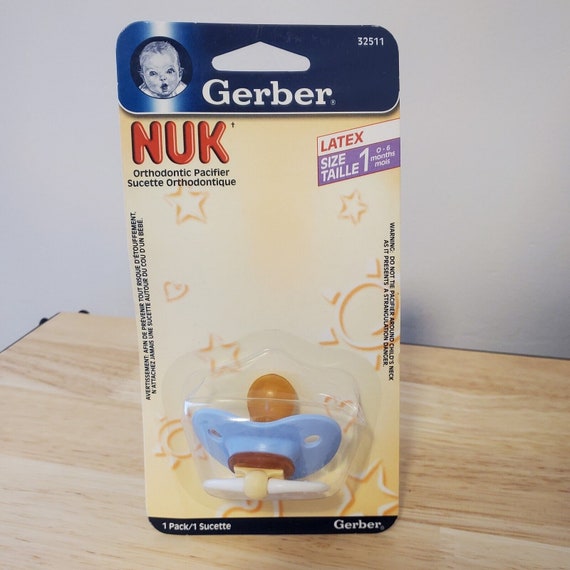 32511
Gerber®
NUK†
Orthodontic Pacifier
Sucette Orthodontique
LATEX
SIZE
TAILLE 1 0 - 6
months
mois
AVERTISSEMENT: AFIN DE PRÉVENIR TOUT RISQUE D'ÉTOUFFEMENT,
N'ATTACHEZ JAMAIS UNE SUCETTE AUTOUR DU COU D'UN BÉBÉ.
WARNING: DO NOT TIE PACIFIER AROUND CHILD'S NECK
AS IT PRESENTS A STRANGULATION DANGER.
1 Pack/1 Sucette
Gerber®